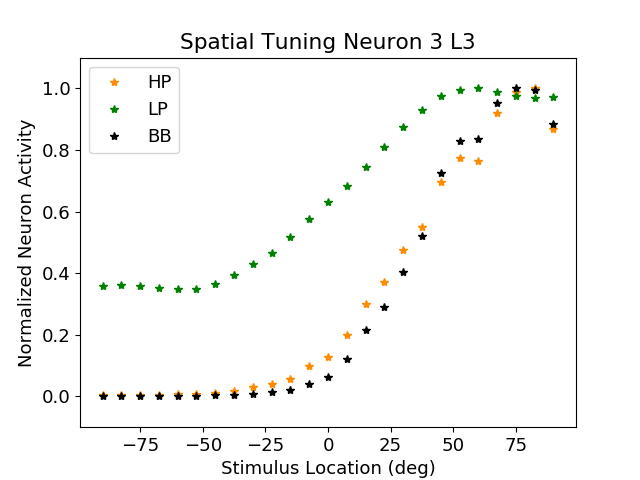 Spatial Tuning Neuron 3 L3
HP
LP
BB
Normalized Neuron Activity
1.0
0.8
0.6
0.4
0.2
0.0
−75 −50 −25 0 25 50 75
Stimulus Location (deg)